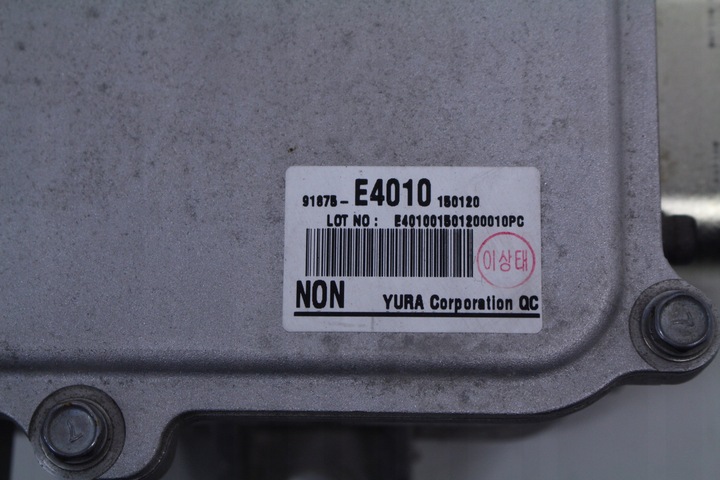 91875- E4010 150120
LOT NO : E401001501200010PC
이상태
NON YURA Corporation QC